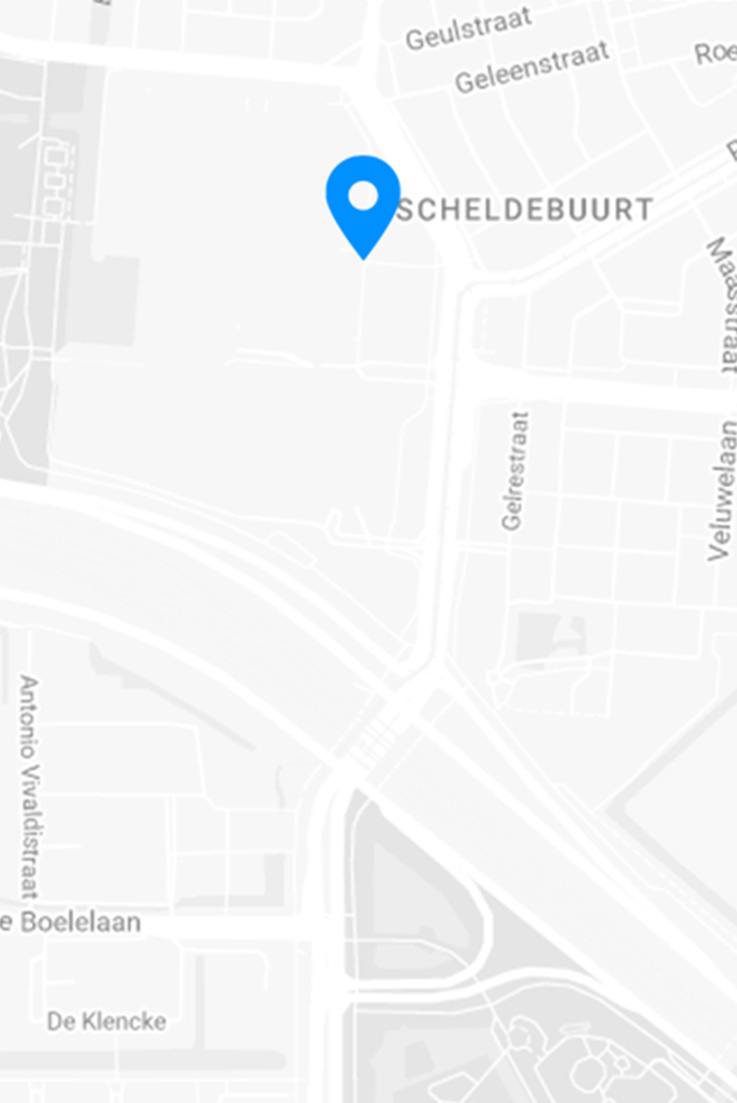 Geulstraat
Geleenstraat
SCHELDEBUURT
Maasstraat
Gelrestraat
Veluwelaan
Antonio Vivaldistraat
e Boelelaan
De Klencke